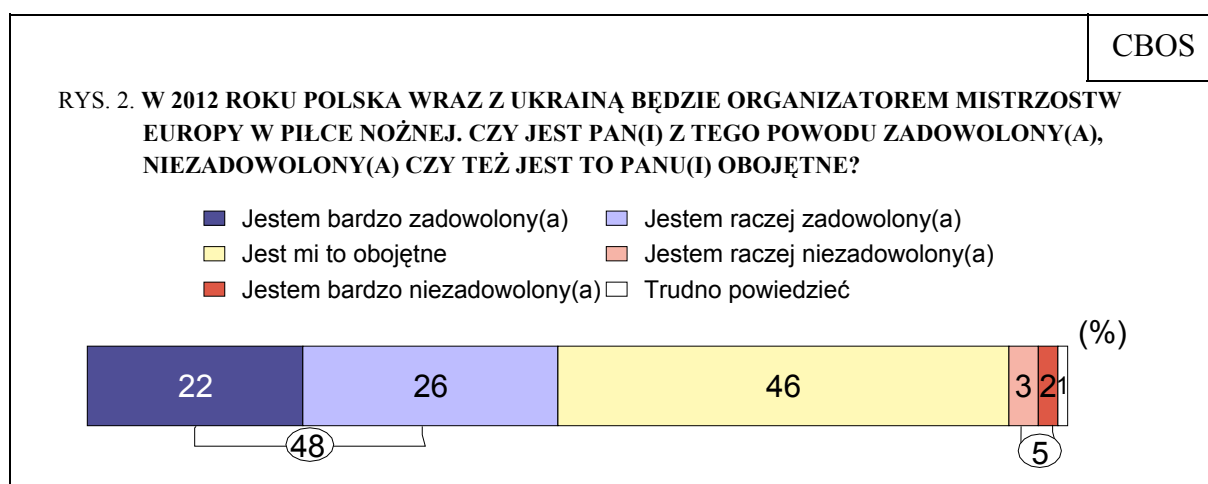 CBOS
RYS. 2. W 2012 ROKU POLSKA WRAZ Z UKRAINĄ BĘDZIE ORGANIZATOREM MISTRZOSTW
EUROPY W PIŁCE NOŻNEJ. CZY JEST PAN(I) Z TEGO POWODU ZADOWOLONY(A),
NIEZADOWOLONY(A) CZY TEŻ JEST TO PANU(I) OBOJĘTNE?
Jestem bardzo zadowolony(a) Jestem raczej zadowolony(a)
Jest mi to obojętne Jestem raczej niezadowolony(a)
Jestem bardzo niezadowolony(a) Trudno powiedzieć
(%)
22 26 46 3 2 1
48 5